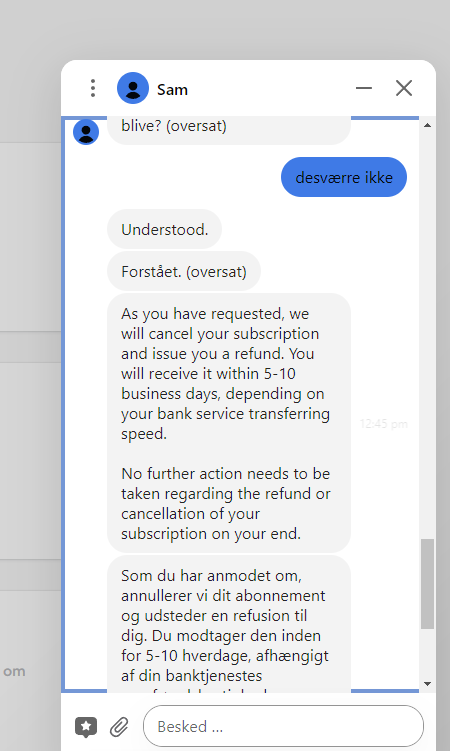 Sam
blive? (oversat)
desværre ikke
Understood.
Forstået. (oversat)
As you have requested, we
will cancel your subscription
and issue you a refund. You
will receive it within 5-10
business days, depending on
your bank service transferring
speed.
12:45 pm
No further action needs to be
taken regarding the refund or
cancellation of your
subscription on your end.
Som du har anmodet om,
annullerer vi dit abonnement
og udsteder en refusion til
dig. Du modtager den inden
for 5-10 hverdage, afhængigt
af din banktjenestes
om
Besked ...